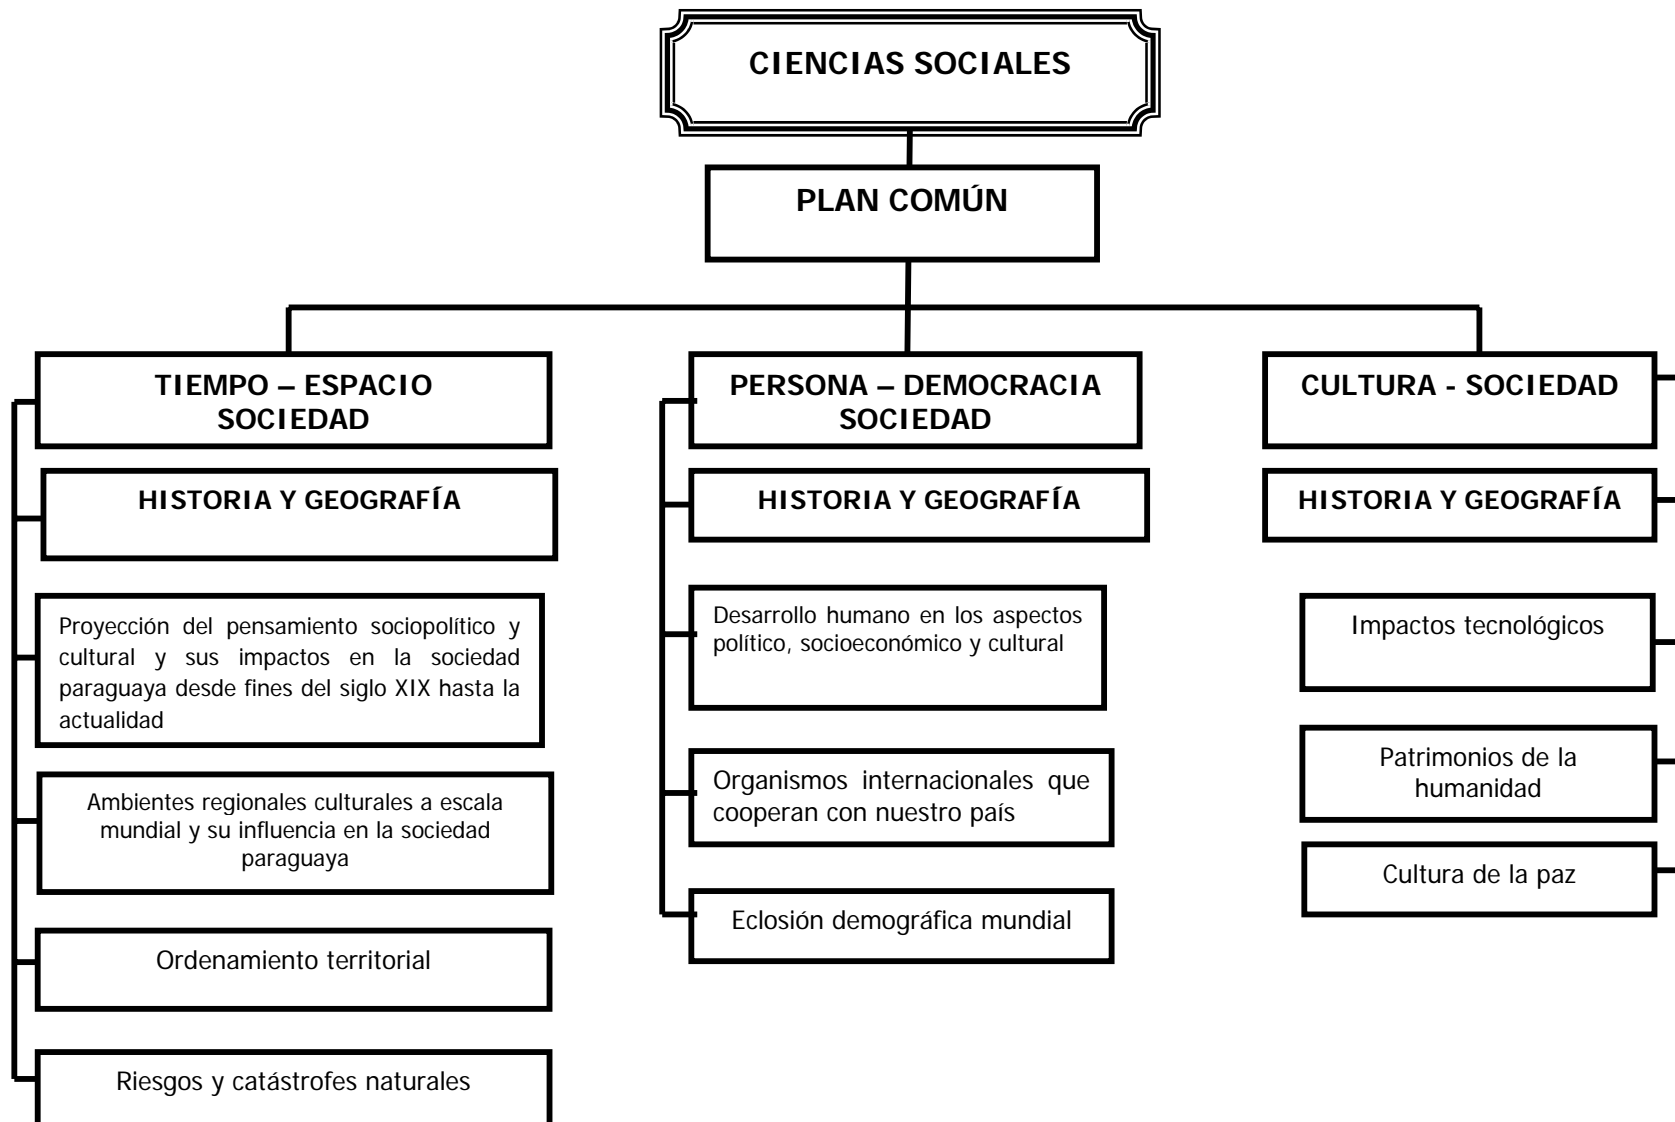 CIENCIAS SOCIALES
PLAN COMÚN
TIEMPO – ESPACIO
SOCIEDAD
HISTORIA Y GEOGRAFÍA
Proyección del pensamiento sociopolítico y
cultural y sus impactos en la sociedad
paraguaya desde fines del siglo XIX hasta la
actualidad
Ambientes regionales culturales a escala
mundial y su influencia en la sociedad
paraguaya
Ordenamiento territorial
Riesgos y catástrofes naturales
PERSONA – DEMOCRACIA
SOCIEDAD
HISTORIA Y GEOGRAFÍA
Desarrollo humano en los aspectos
político, socioeconómico y cultural
Organismos internacionales que
cooperan con nuestro país
Eclosión demográfica mundial
CULTURA - SOCIEDAD
HISTORIA Y GEOGRAFÍA
Impactos tecnológicos
Patrimonios de la
humanidad
Cultura de la paz